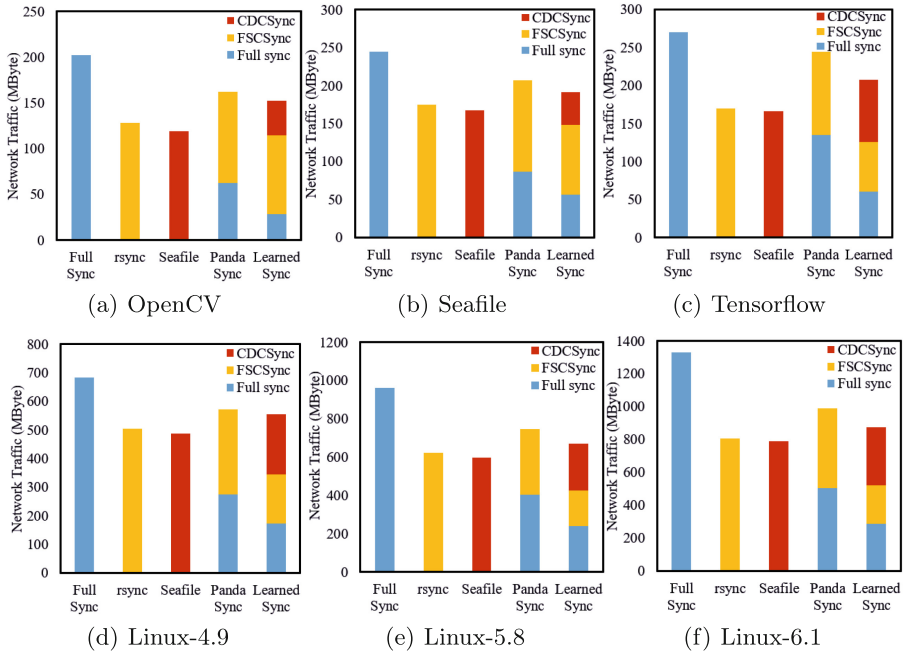 Network Traffic (MByte)
250
200
150
100
50
0
CDCSync
FSCSync
Full sync
Full Sync
rsync
Seafile
Panda Sync
Learned Sync
(a) OpenCV
Network Traffic (MByte)
300
250
200
150
100
50
0
CDCSync
FSCSync
Full sync
Full Sync
rsync
Seafile
Panda Sync
Learned Sync
(b) Seafile
Network Traffic (MByte)
300
250
200
150
100
50
0
CDCSync
FSCSync
Full sync
Full Sync
rsync
Seafile
Panda Sync
Learned Sync
(c) Tensorflow
Network Traffic (MByte)
800
700
600
500
400
300
200
100
0
CDCSync
FSCSync
Full sync
Full Sync
rsync
Seafile
Panda Sync
Learned Sync
(d) Linux-4.9
Network Traffic (MByte)
1200
1000
800
600
400
200
0
CDCSync
FSCSync
Full sync
Full Sync
rsync
Seafile
Panda Sync
Learned Sync
(e) Linux-5.8
Network Traffic (MByte)
1400
1200
1000
800
600
400
200
0
CDCSync
FSCSync
Full sync
Full Sync
rsync
Seafile
Panda Sync
Learned Sync
(f) Linux-6.1